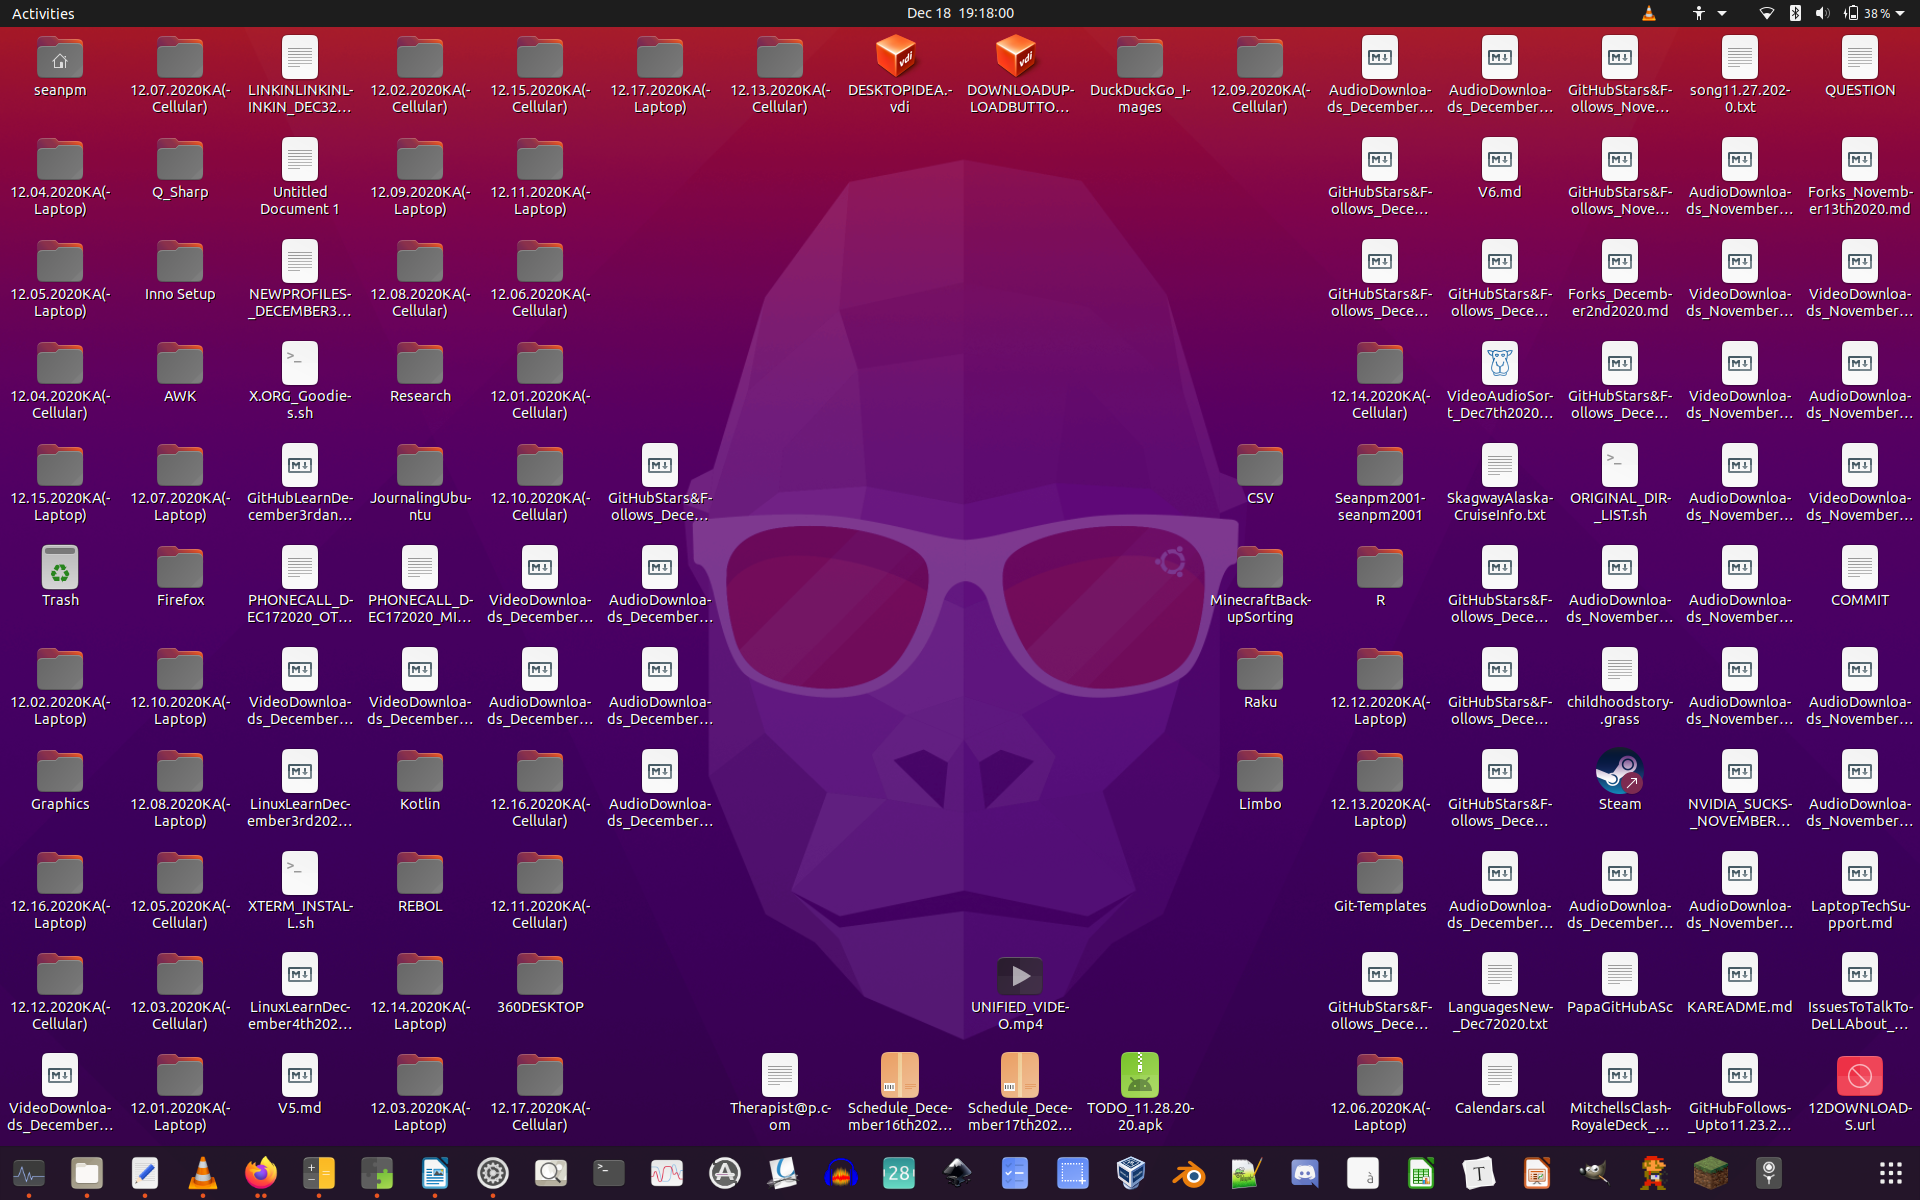 Activities
Dec 18 19:18:00
38 %
seanpm
12.07.2020KA(-
Cellular)
LINKINLINKINL-
INKIN_DEC32...
12.02.2020KA(-
Cellular)
12.15.2020KA(-
Cellular)
12.17.2020KA(-
Laptop)
12.13.2020KA(-
Cellular)
DESKTOPIDEA.-
vdi
DOWNLOADUP-
LOADBUTTO...
DuckDuckGo_I-
mages
12.09.2020KA(-
Cellular)
AudioDownloa-
ds_December...
AudioDownloa-
ds_December...
GitHubStars&F-
ollows_Nove...
song11.27.202-
0.txt
QUESTION
12.04.2020KA(-
Laptop)
Q_Sharp
Untitled
Document 1
12.09.2020KA(-
Laptop)
12.11.2020KA(-
Laptop)
GitHubStars&F-
ollows_Dece...
V6.md
GitHubStars&F-
ollows_Nove...
AudioDownloa-
ds_November...
Forks_Novemb-
er13th2020.md
12.05.2020KA(-
Laptop)
Inno Setup
NEWPROFILES-
_DECEMBER3...
12.08.2020KA(-
Cellular)
12.06.2020KA(-
Cellular)
GitHubStars&F-
ollows_Dece...
GitHubStars&F-
ollows_Dece...
Forks_Decemb-
er2nd2020.md
VideoDownloa-
ds_November...
VideoDownloa-
ds_November...
12.04.2020KA(-
Cellular)
AWK
X.ORG_Goodie-
s.sh
Research
12.01.2020KA(-
Cellular)
12.14.2020KA(-
Cellular)
VideoAudioSor-
t_Dec7th2020...
GitHubStars&F-
ollows_Dece...
VideoDownloa-
ds_November...
AudioDownloa-
ds_November...
12.15.2020KA(-
Laptop)
12.07.2020KA(-
Laptop)
GitHubLearnDe-
cember3rdan...
JournalingUbu-
ntu
12.10.2020KA(-
Cellular)
GitHubStars&F-
ollows_Dece...
CSV
Seanpm2001-
seanpm2001
SkagwayAlaska-
CruiseInfo.txt
ORIGINAL_DIR-
_LIST.sh
AudioDownloa-
ds_November...
VideoDownloa-
ds_November...
Trash
Firefox
PHONECALL_D-
EC172020_OT...
PHONECALL_D-
EC172020_MI...
VideoDownloa-
ds_December...
AudioDownloa-
ds_December...
MinecraftBack-
upSorting
R
GitHubStars&F-
ollows_Dece...
AudioDownloa-
ds_November...
AudioDownloa-
ds_November...
COMMIT
12.02.2020KA(-
Laptop)
12.10.2020KA(-
Laptop)
VideoDownloa-
ds_December...
VideoDownloa-
ds_December...
AudioDownloa-
ds_December...
AudioDownloa-
ds_December...
Raku
12.12.2020KA(-
Laptop)
GitHubStars&F-
ollows_Dece...
childhoodstory-
.grass
AudioDownloa-
ds_November...
AudioDownloa-
ds_November...
Graphics
12.08.2020KA(-
Laptop)
LinuxLearnDec-
ember3rd202...
Kotlin
12.16.2020KA(-
Cellular)
AudioDownloa-
ds_December...
Limbo
12.13.2020KA(-
Laptop)
GitHubStars&F-
ollows_Dece...
Steam
NVIDIA_SUCKS-
_NOVEMBER...
AudioDownloa-
ds_November...
12.16.2020KA(-
Laptop)
12.05.2020KA(-
Cellular)
XTERM_INSTAL-
L.sh
REBOL
12.11.2020KA(-
Cellular)
Git-Templates
AudioDownloa-
ds_December...
AudioDownloa-
ds_December...
AudioDownloa-
ds_November...
LaptopTechSu-
pport.md
12.12.2020KA(-
Cellular)
12.03.2020KA(-
Cellular)
LinuxLearnDec-
ember4th202...
12.14.2020KA(-
Laptop)
360DESKTOP
UNIFIED_VIDE-
O.mp4
GitHubStars&F-
ollows_Dece...
LanguagesNew-
_Dec72020.txt
PapaGitHubASc
KAREADME.md
IssuesToTalkTo-
DeLLAbout_...
VideoDownloa-
ds_December...
12.01.2020KA(-
Laptop)
V5.md
12.03.2020KA(-
Laptop)
12.17.2020KA(-
Cellular)
Therapist@p.c-
om
Schedule_Dece-
mber16th202...
Schedule_Dece-
mber17th202...
TODO_11.28.20-
20.apk
12.06.2020KA(-
Laptop)
Calendars.cal
MitchellsClash-
RoyaleDeck_...
GitHubFollows-
_Upto11.23.2...
12DOWNLOAD-
S.url
28